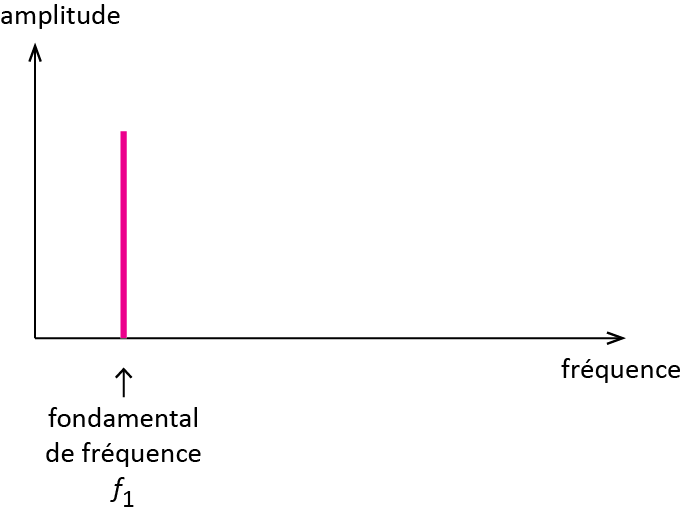 amplitude
fréquence
fondamental
de fréquence
f1